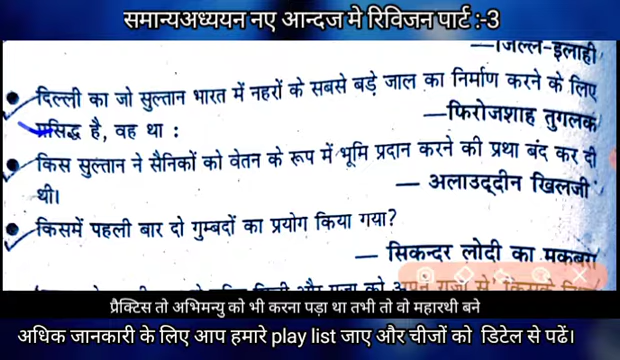 समान्यअध्ययन नए आन्दज मे रिविजन पार्ट :-3
—जिल्ल-इलाही
दिल्ली का जो सुल्तान भारत में नहरों के सबसे बड़े जाल का निर्माण करने के लिए
प्रसिद्ध है, वह था : —फिरोजशाह तुगलक
किस सुल्तान ने सैनिकों को वेतन के रूप में भूमि प्रदान करने की प्रथा बंद कर दी
थी। — अलाउद्दीन खिलजी
किसमें पहली बार दो गुम्बदों का प्रयोग किया गया?
— सिकन्दर लोदी का मकबरा
प्रैक्टिस तो अभिमन्यु को भी करना पड़ा था तभी तो वो महारथी बने
अधिक जानकारी के लिए आप हमारे play list जाए और चीजों को डिटेल से पढें।